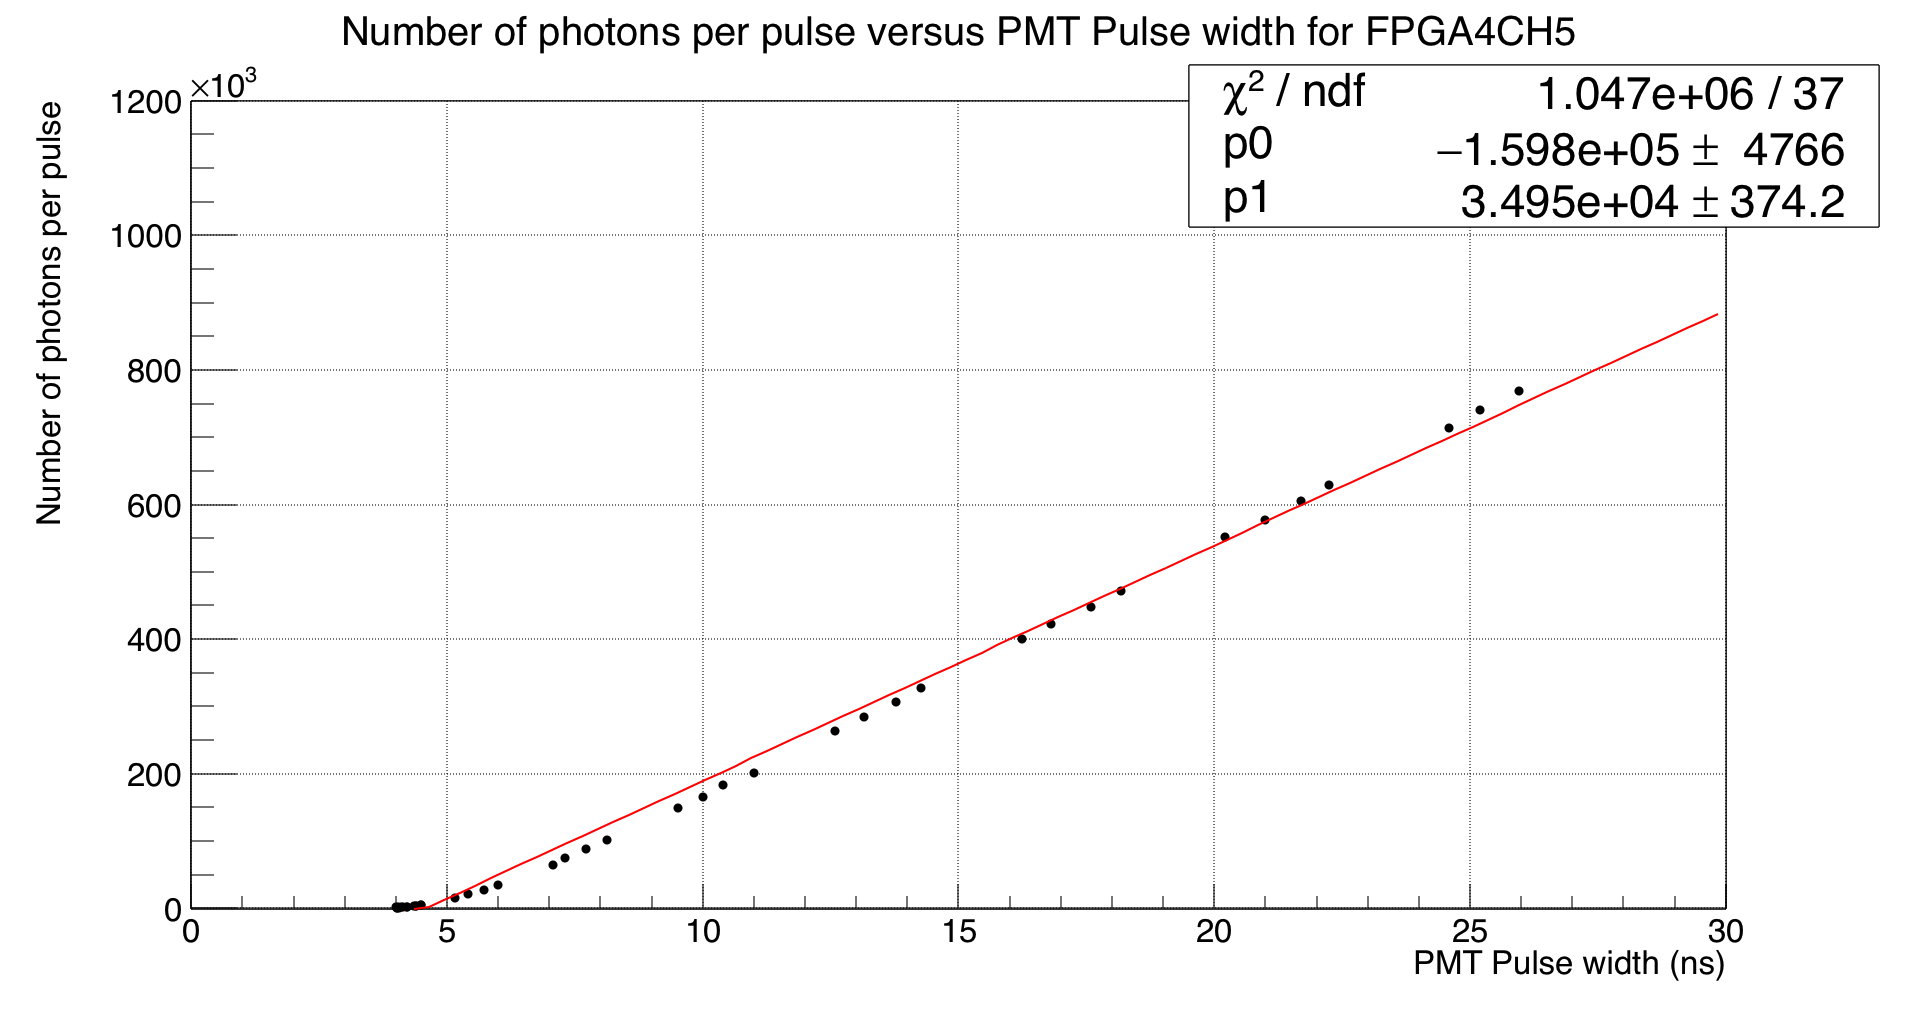 Number of photons per pulse versus PMT Pulse width for FPGA4CH5
×10³
χ² / ndf 1.047e+06 / 37
p0 −1.598e+05 ± 4766
p1 3.495e+04 ± 374.2
Number of photons per pulse
1200
1000
800
600
400
200
0
0 5 10 15 20 25 30
PMT Pulse width (ns)